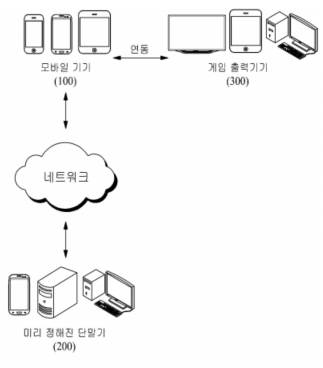 연동
모바일 기기
(100)
게임 출력기기
(300)
네트워크
미리 정해진 단말기
(200)